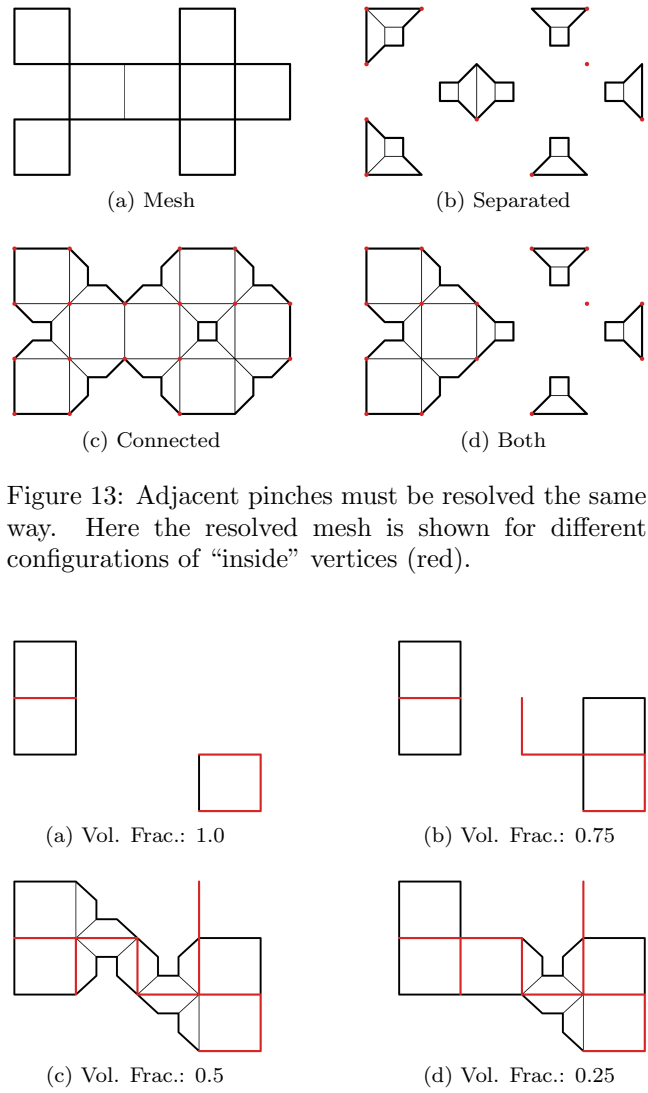 (a) Mesh
(b) Separated
(c) Connected
(d) Both
Figure 13: Adjacent pinches must be resolved the same
way. Here the resolved mesh is shown for different
configurations of “inside” vertices (red).
(a) Vol. Frac.: 1.0
(b) Vol. Frac.: 0.75
(c) Vol. Frac.: 0.5
(d) Vol. Frac.: 0.25